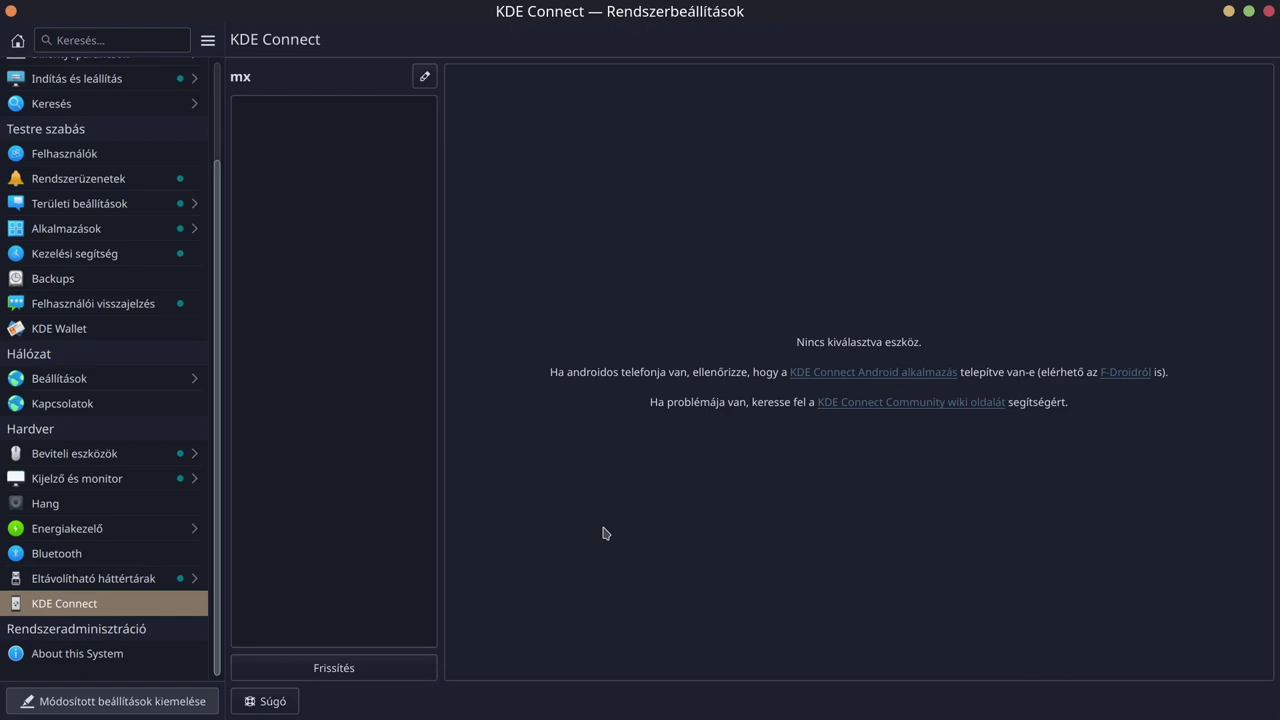 KDE Connect — Rendszerbeállítások
Keresés...
KDE Connect
mx
Indítás és leállítás
Keresés
Testre szabás
Felhasználók
Rendszerüzenetek
Területi beállítások
Alkalmazások
Kezelési segítség
Backups
Felhasználói visszajelzés
KDE Wallet
Hálózat
Beállítások
Kapcsolatok
Hardver
Beviteli eszközök
Kijelző és monitor
Hang
Energiakezelő
Bluetooth
Eltávolítható háttértárak
KDE Connect
Rendszeradminisztráció
About this System
Módosított beállítások kiemelése
Nincs kiválasztva eszköz.
Ha androidos telefonja van, ellenőrizze, hogy a KDE Connect Android alkalmazás telepítve van-e (elérhető az F-Droidról is).
Ha problémája van, keresse fel a KDE Connect Community wiki oldalát segítségért.
Frissítés
Súgó